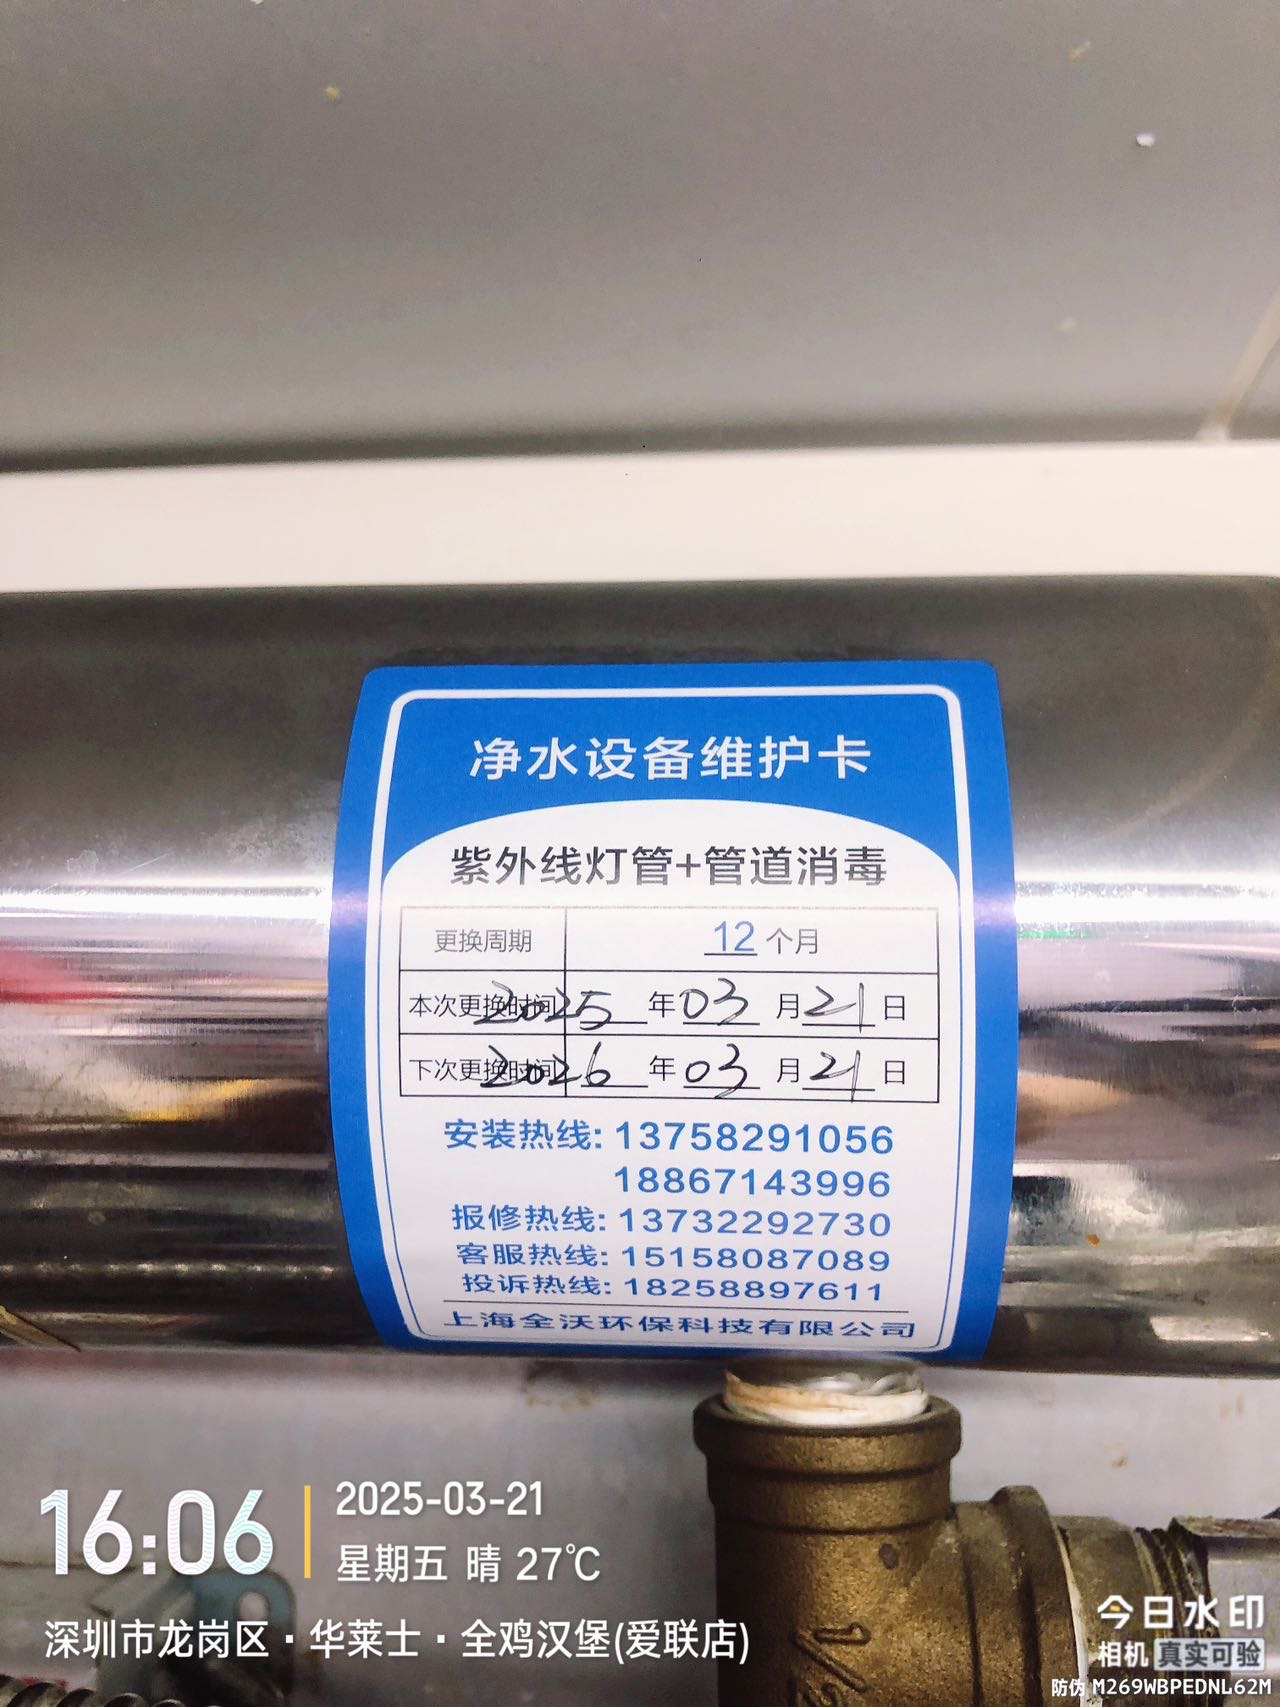 净水设备维护卡
紫外线灯管+管道消毒
更换周期 12 个月
本次更换时间 2025 年 03 月 21 日
下次更换时间 2026 年 03 月 21 日
安装热线: 13758291056
18867143996
报修热线: 13732292730
客服热线: 15158087089
投诉热线: 18258897611
上海全沃环保科技有限公司
1/2
16:06
2025-03-21
星期五 晴 27℃
深圳市龙岗区·华莱士·全鸡汉堡(爱联店)
今日水印
相机 真实可验
防伪 M269WBPEDNL62M